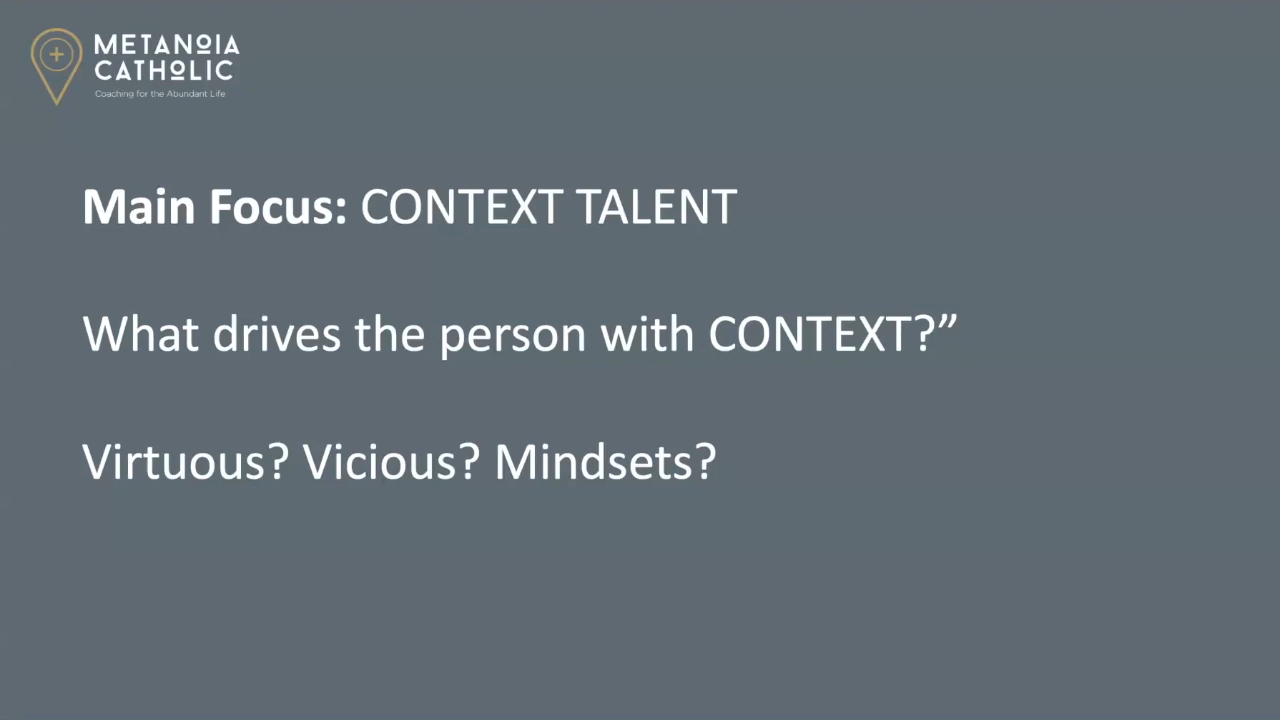 METANOIA
CATHOLIC
Coaching for the Abundant Life
Main Focus: CONTEXT TALENT
What drives the person with CONTEXT?”
Virtuous? Vicious? Mindsets?